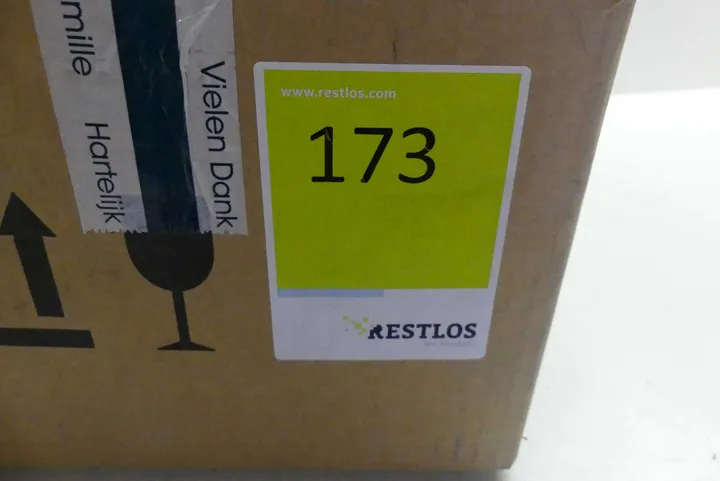 mille
Hartelijk
Vielen Dank
www.restlos.com
173
RESTLOS